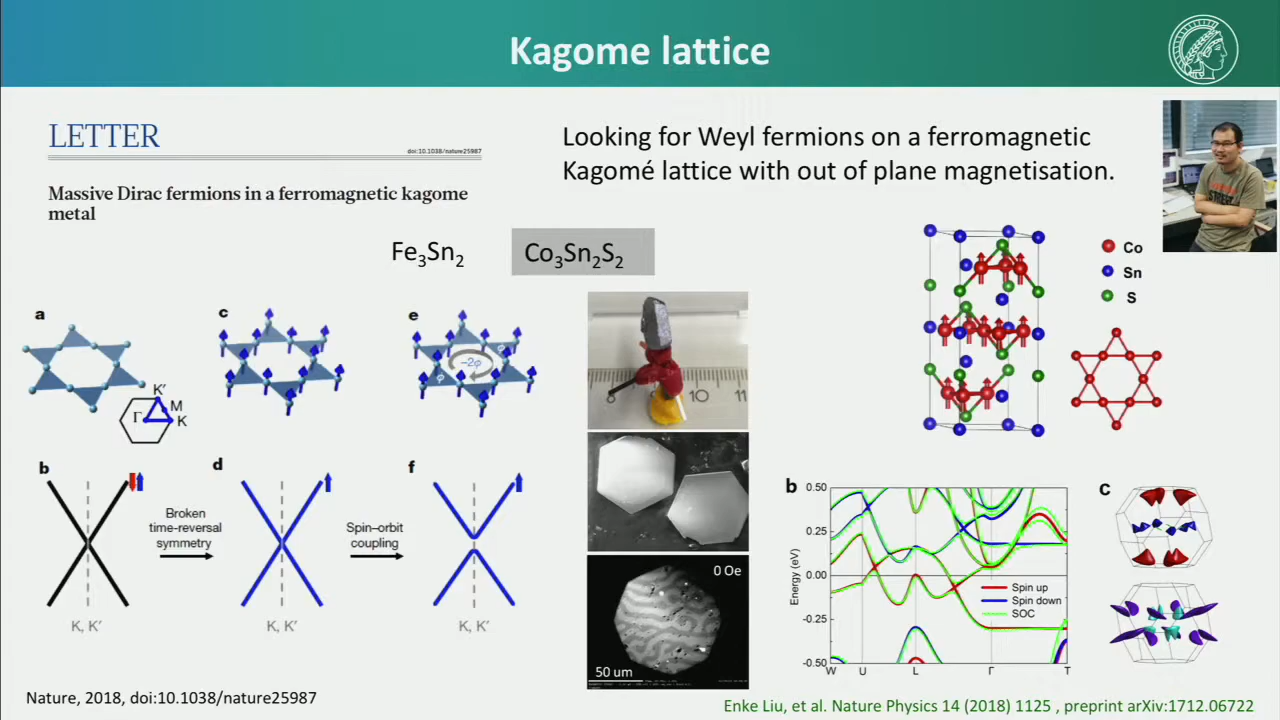 Kagome lattice
LETTER
doi:10.1038/nature25987
Massive Dirac fermions in a ferromagnetic kagome
metal
Looking for Weyl fermions on a ferromagnetic
Kagomé lattice with out of plane magnetisation.
Fe₃Sn₂
Co₃Sn₂S₂
Co
Sn
S
a
c
e
-2φ
φ
φ
K′
M
Γ
K
8
10
11
b
d
f
Broken
time-reversal
symmetry
Spin–orbit
coupling
K, K′
K, K′
K, K′
0 Oe
50 um
b
Energy (eV)
0.50
0.25
0.00
-0.25
-0.50
Spin up
Spin down
SOC
W
U
L
Γ
T
c
Nature, 2018, doi:10.1038/nature25987
Enke Liu, et al. Nature Physics 14 (2018) 1125 , preprint arXiv:1712.06722